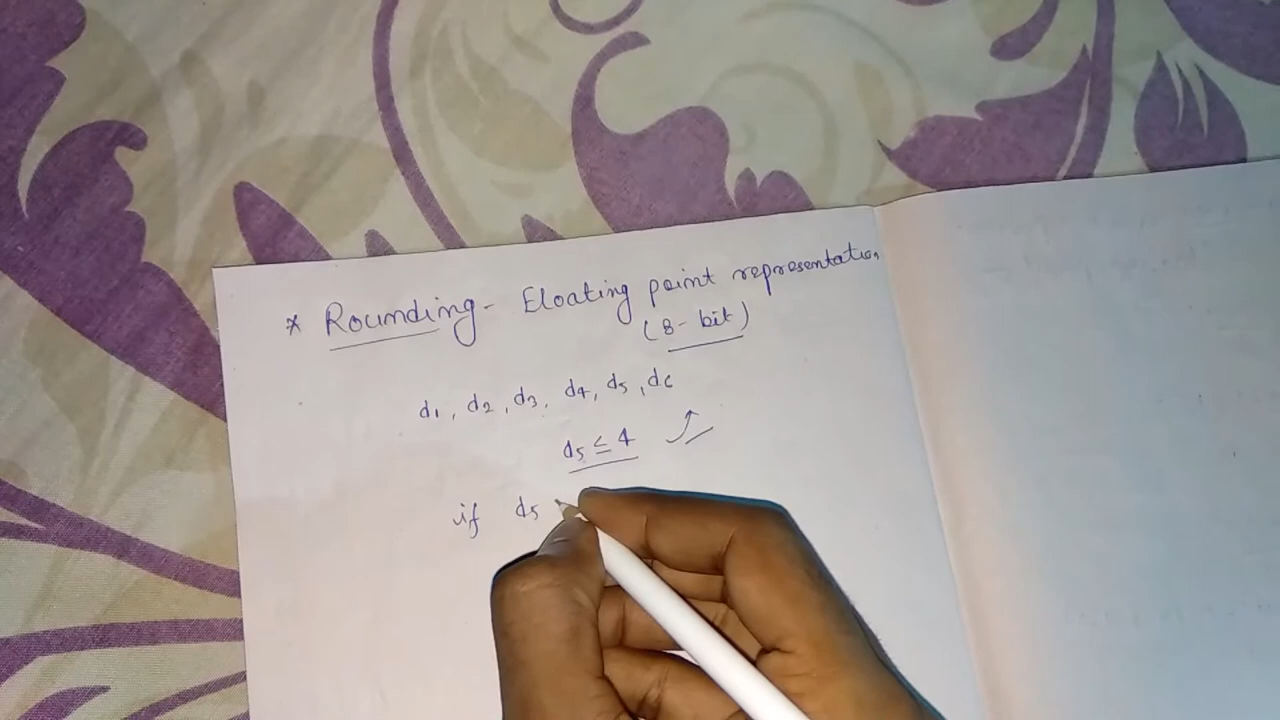 * Rounding - Floating point representation
(8-bit)
d1, d2, d3, d4, d5, d6
d5 ≤ 4
if d5